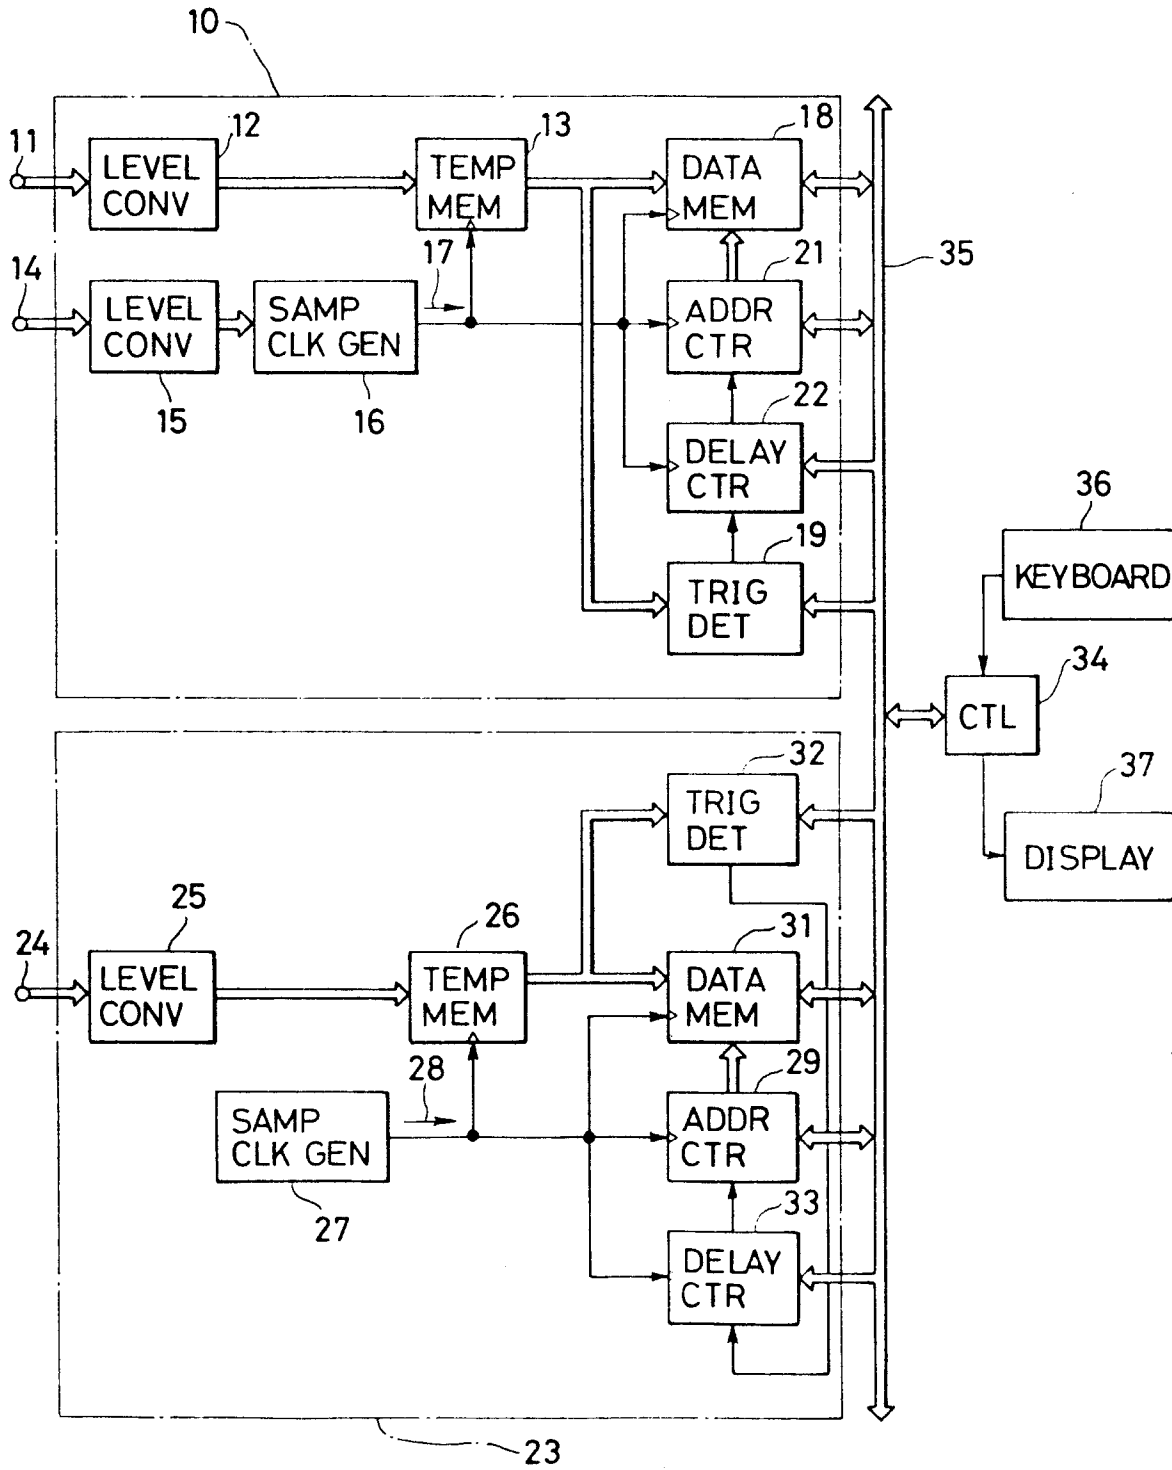 10
11
12
13
18
LEVEL
CONV
TEMP
MEM
DATA
MEM
14
17
21
35
LEVEL
CONV
SAMP
CLK GEN
ADDR
CTR
15
16
22
DELAY
CTR
36
19
KEYBOARD
TRIG
DET
34
CTL
32
37
TRIG
DET
DISPLAY
25
26
31
24
LEVEL
CONV
TEMP
MEM
DATA
MEM
28
29
SAMP
CLK GEN
ADDR
CTR
27
33
DELAY
CTR
23